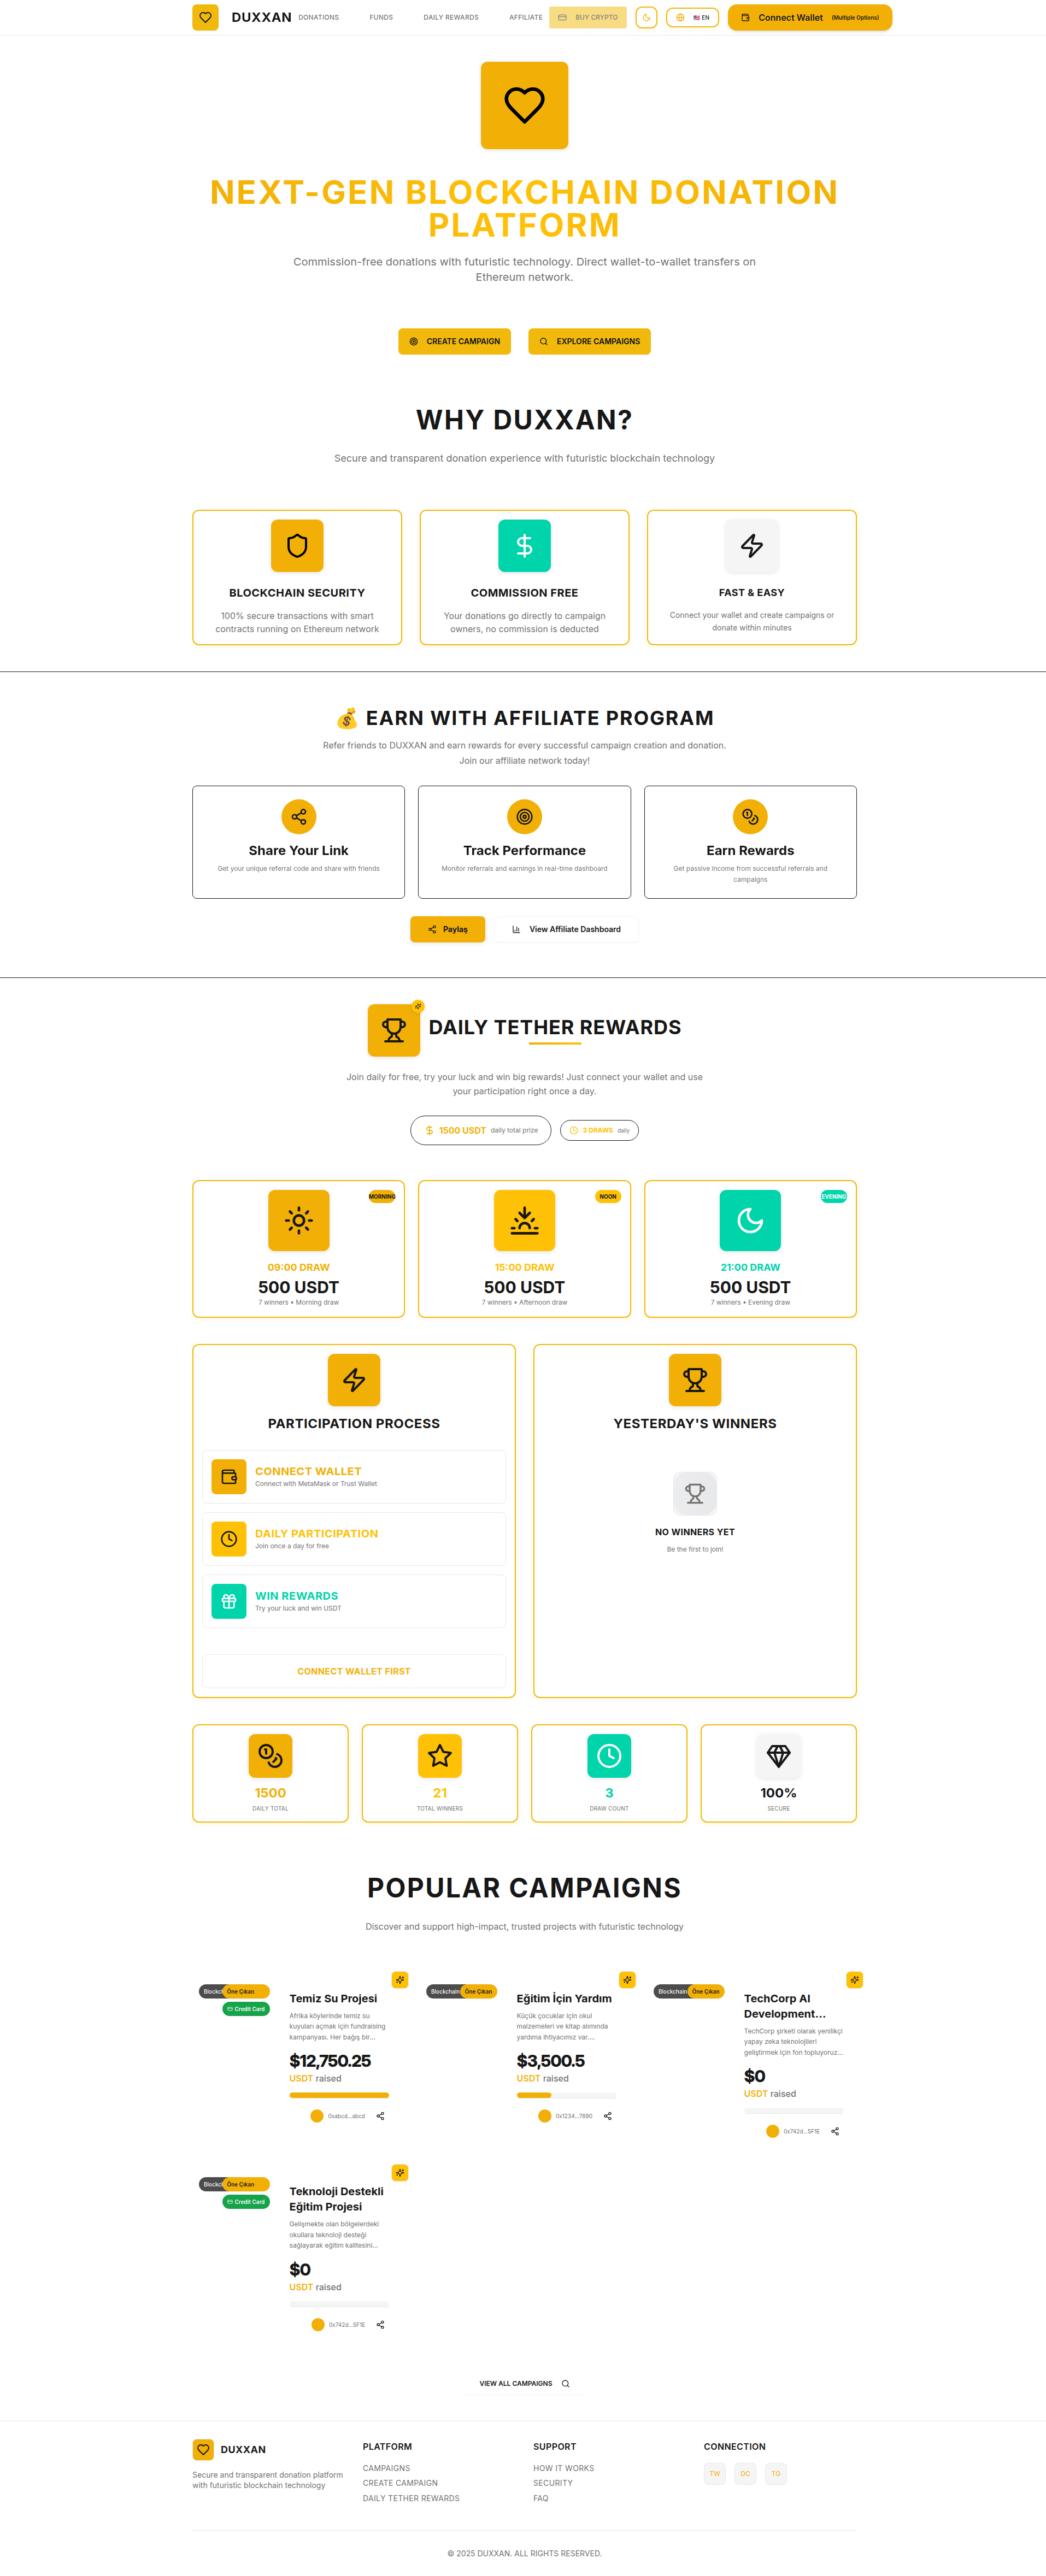 DUXXAN
DONATIONS
FUNDS
DAILY REWARDS
AFFILIATE
BUY CRYPTO
EN
Connect Wallet (Multiple Options)
NEXT-GEN BLOCKCHAIN DONATION
PLATFORM
Commission-free donations with futuristic technology. Direct wallet-to-wallet transfers on
Ethereum network.
CREATE CAMPAIGN
EXPLORE CAMPAIGNS
WHY DUXXAN?
Secure and transparent donation experience with futuristic blockchain technology
BLOCKCHAIN SECURITY
100% secure transactions with smart
contracts running on Ethereum network
COMMISSION FREE
Your donations go directly to campaign
owners, no commission is deducted
FAST & EASY
Connect your wallet and create campaigns or
donate within minutes
💰 EARN WITH AFFILIATE PROGRAM
Refer friends to DUXXAN and earn rewards for every successful campaign creation and donation.
Join our affiliate network today!
Share Your Link
Get your unique referral code and share with friends
Track Performance
Monitor referrals and earnings in real-time dashboard
Earn Rewards
Get passive income from successful referrals and
campaigns
Paylaş
View Affiliate Dashboard
DAILY TETHER REWARDS
Join daily for free, try your luck and win big rewards! Just connect your wallet and use
your participation right once a day.
1500 USDT daily total prize
3 DRAWS daily
MORNING
09:00 DRAW
500 USDT
7 winners • Morning draw
NOON
15:00 DRAW
500 USDT
7 winners • Afternoon draw
EVENING
21:00 DRAW
500 USDT
7 winners • Evening draw
PARTICIPATION PROCESS
CONNECT WALLET
Connect with MetaMask or Trust Wallet
DAILY PARTICIPATION
Join once a day for free
WIN REWARDS
Try your luck and win USDT
CONNECT WALLET FIRST
YESTERDAY'S WINNERS
NO WINNERS YET
Be the first to join!
1500
DAILY TOTAL
21
TOTAL WINNERS
3
DRAW COUNT
100%
SECURE
POPULAR CAMPAIGNS
Discover and support high-impact, trusted projects with futuristic technology
Öne Çıkan
Credit Card
Temiz Su Projesi
Afrika köylerinde temiz su
kuyuları açmak için fundraising
kampanyası. Her bağış bir...
$12,750.25
USDT raised
0xabcd...abcd
Blockchain
Öne Çıkan
Eğitim İçin Yardım
Küçük çocuklar için okul
malzemeleri ve kitap alımında
yardıma ihtiyacımız var....
$3,500.5
USDT raised
0x1234...7890
Blockchain
Öne Çıkan
TechCorp AI
Development...
TechCorp şirketi olarak yenilikçi
yapay zeka teknolojileri
geliştirmek için fon topluyoruz...
$0
USDT raised
0x742d...5F1E
Öne Çıkan
Credit Card
Teknoloji Destekli
Eğitim Projesi
Gelişmekte olan bölgelerdeki
okullara teknoloji desteği
sağlayarak eğitim kalitesini...
$0
USDT raised
0x742d...5F1E
VIEW ALL CAMPAIGNS
DUXXAN
Secure and transparent donation platform
with futuristic blockchain technology
PLATFORM
CAMPAIGNS
CREATE CAMPAIGN
DAILY TETHER REWARDS
SUPPORT
HOW IT WORKS
SECURITY
FAQ
CONNECTION
TW
DC
TG
© 2025 DUXXAN. ALL RIGHTS RESERVED.